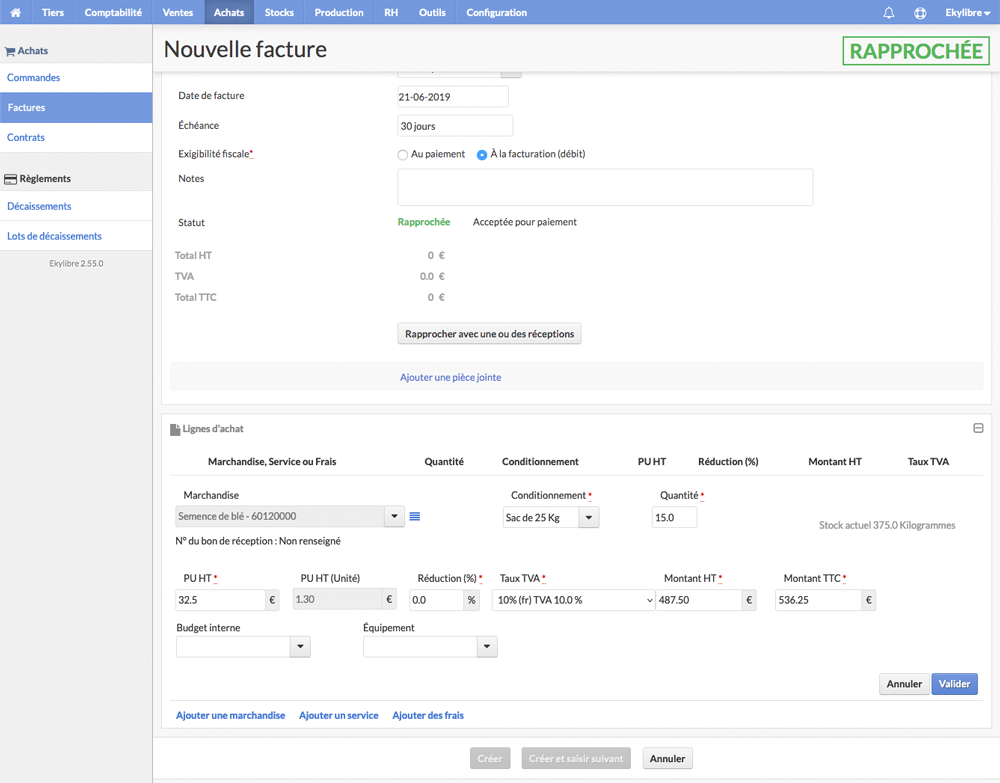 Tiers Comptabilité Ventes Achats Stocks Production RH Outils Configuration Ekylibre
Achats
Commandes
Factures
Contrats
Règlements
Décaissements
Lots de décaissements
Ekylibre 2.55.0
Nouvelle facture
RAPPROCHÉE
Date de facture 21-06-2019
Échéance 30 jours
Exigibilité fiscale* Au paiement À la facturation (débit)
Notes
Statut Rapprochée Acceptée pour paiement
Total HT 0 €
TVA 0.0 €
Total TTC 0 €
Rapprocher avec une ou des réceptions
Ajouter une pièce jointe
Lignes d'achat
Marchandise, Service ou Frais Quantité Conditionnement PU HT Réduction (%) Montant HT Taux TVA
Marchandise Conditionnement * Quantité *
Semence de blé - 60120000 Sac de 25 Kg 15.0 Stock actuel 375.0 Kilogrammes
N° du bon de réception : Non renseigné
PU HT * PU HT (Unité) Réduction (%) * Taux TVA * Montant HT * Montant TTC *
32.5 € 1.30 € 0.0 % 10% (fr) TVA 10.0 % 487.50 € 536.25 €
Budget interne Équipement
Annuler Valider
Ajouter une marchandise Ajouter un service Ajouter des frais
Créer Créer et saisir suivant Annuler